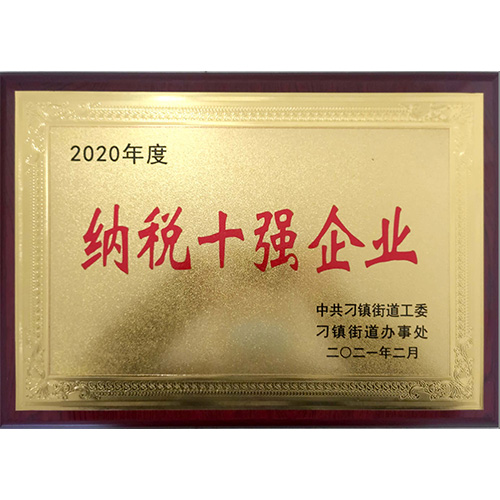 2020年度
纳税十强企业
中共刁镇街道工委
刁镇街道办事处
二〇二一年二月